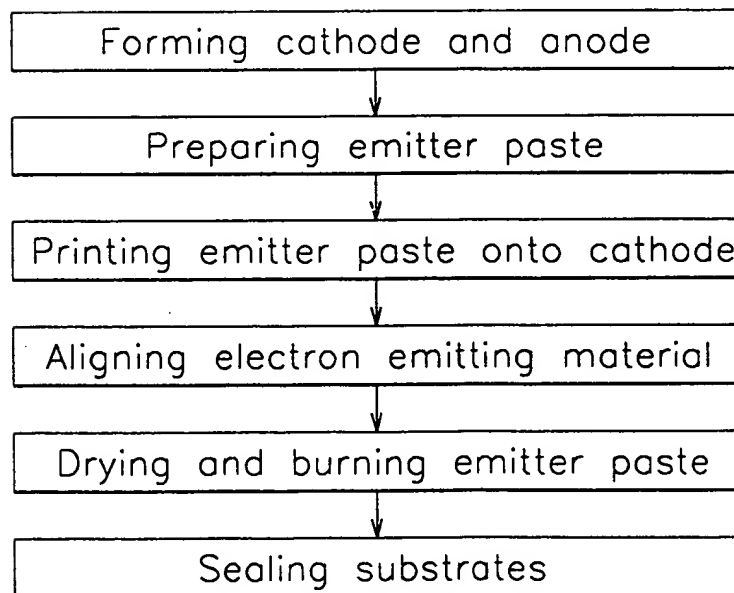 Forming cathode and anode
Preparing emitter paste
Printing emitter paste onto cathode
Aligning electron emitting material
Drying and burning emitter paste
Sealing substrates